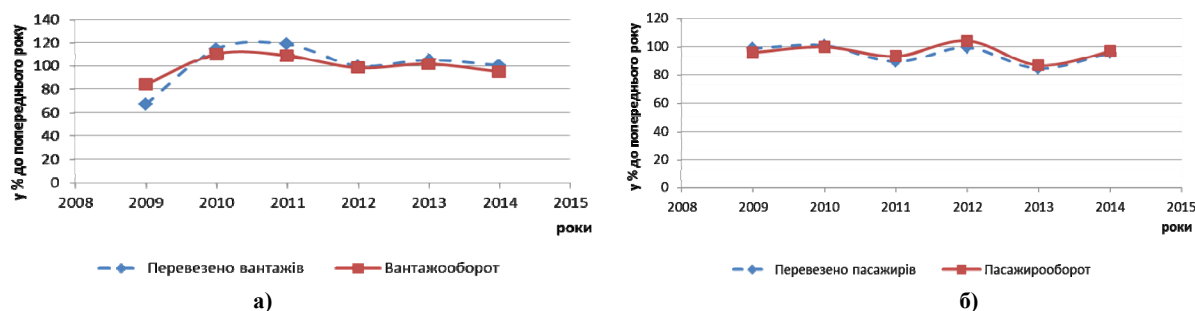 у % до попереднього року
140
120
100
80
60
40
20
0
2008 2009 2010 2011 2012 2013 2014 2015
роки
Перевезено вантажів Вантажооборот
а)
у % до попереднього року
120
100
80
60
40
20
0
2008 2009 2010 2011 2012 2013 2014 2015
роки
Перевезено пасажирів Пасажирооборот
б)